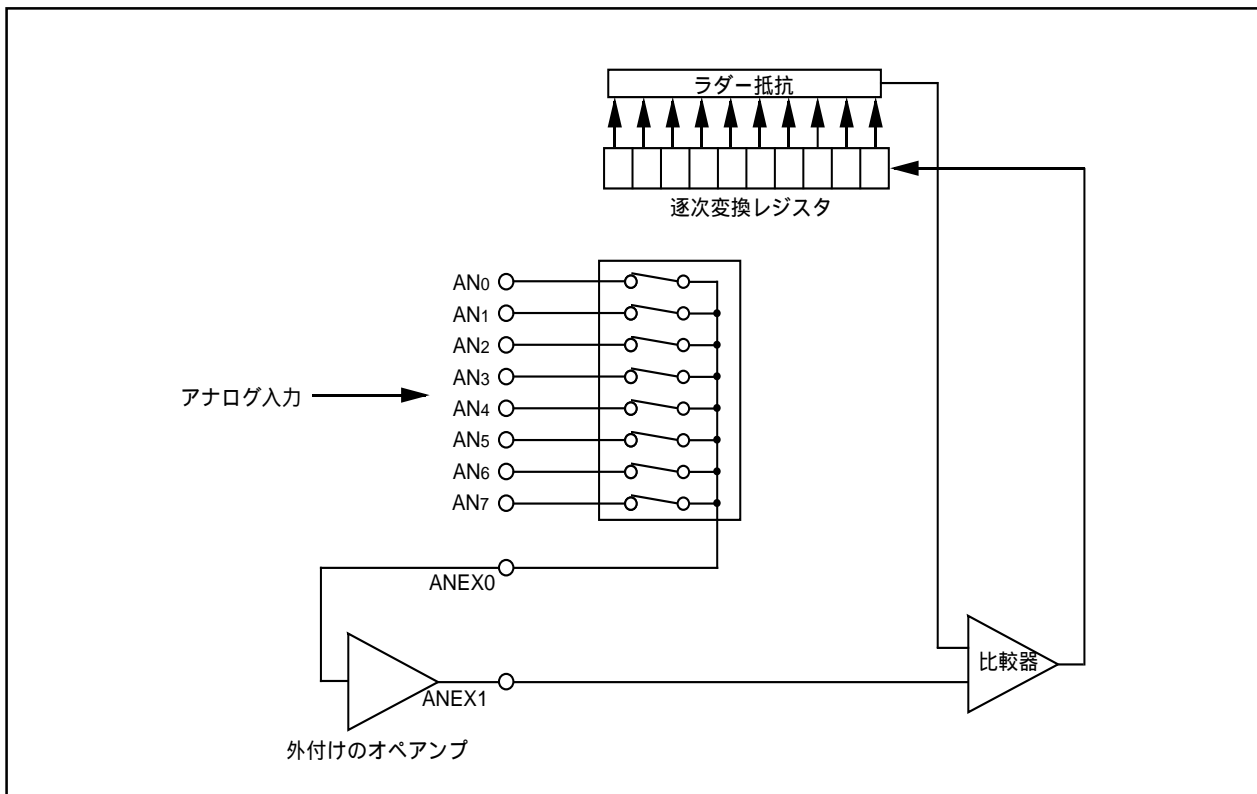 ラダー抵抗
逐次変換レジスタ
AN0
AN1
AN2
AN3
アナログ入力
AN4
AN5
AN6
AN7
ANEX0
比較器
ANEX1
外付けのオペアンプ